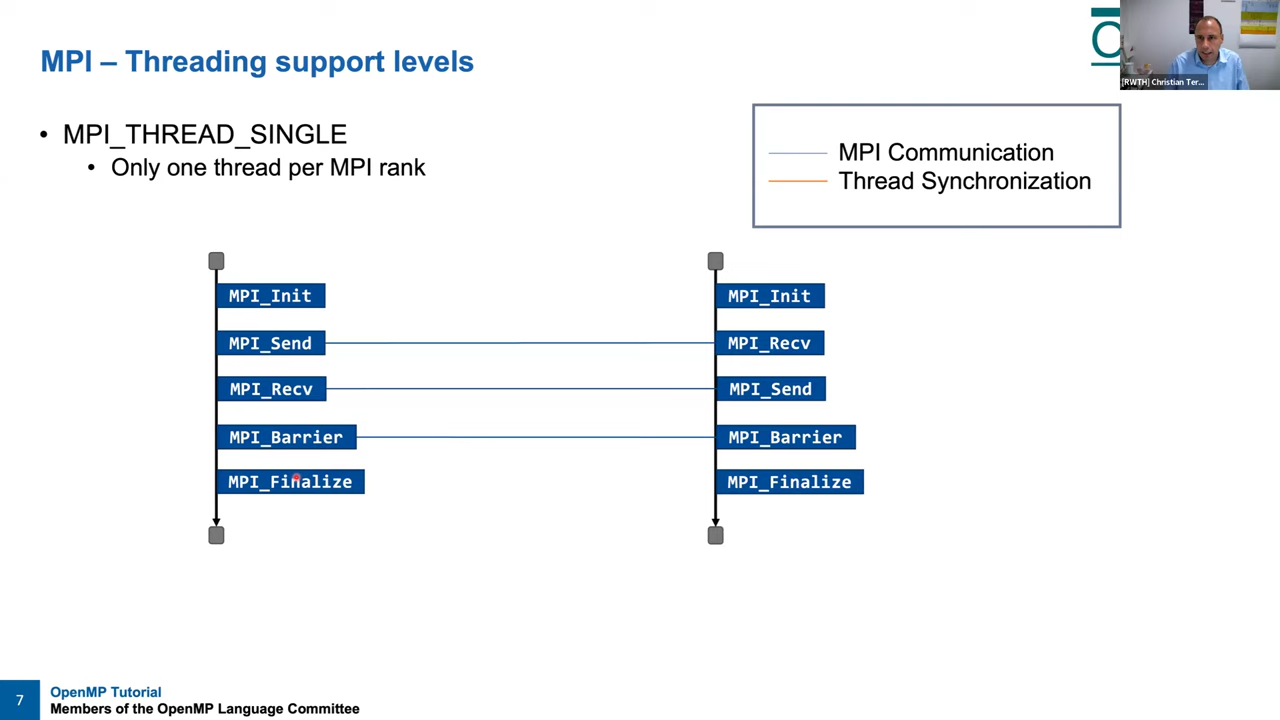 MPI – Threading support levels
[RWTH] Christian Ter...
• MPI_THREAD_SINGLE
• Only one thread per MPI rank
MPI Communication
Thread Synchronization
MPI_Init
MPI_Init
MPI_Send
MPI_Recv
MPI_Recv
MPI_Send
MPI_Barrier
MPI_Barrier
MPI_Finalize
MPI_Finalize
7
OpenMP Tutorial
Members of the OpenMP Language Committee